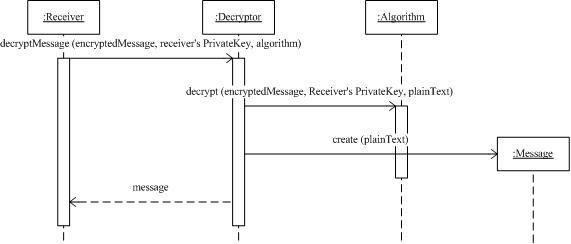 :Receiver
:Decryptor
:Algorithm
decryptMessage (encryptedMessage, receiver's PrivateKey, algorithm)
decrypt (encryptedMessage, Receiver's PrivateKey, plainText)
create (plainText)
:Message
message